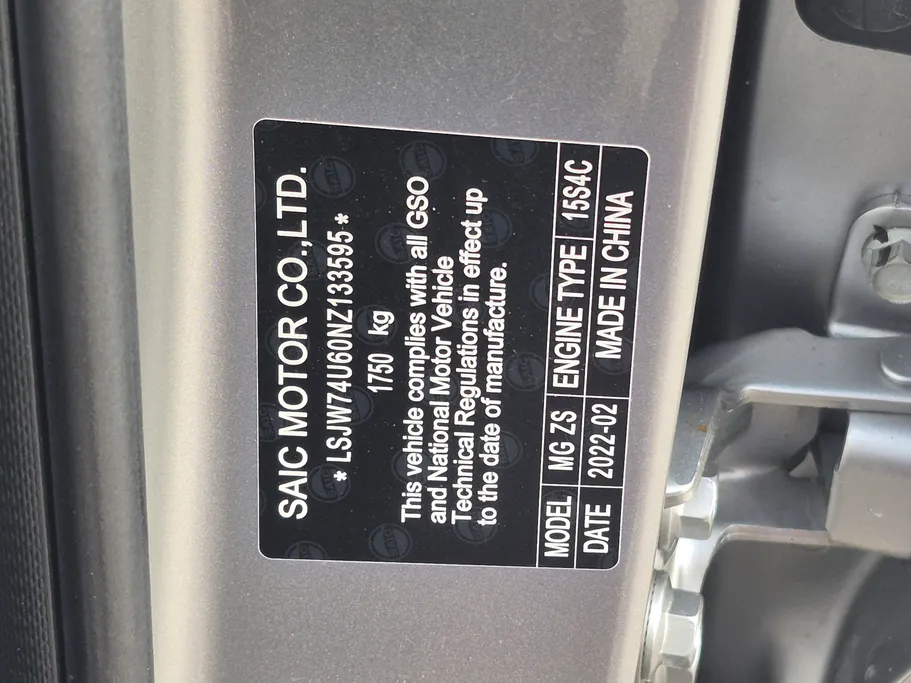 SAIC MOTOR CO.,LTD.
* LSJW74U60NZ133595 *
1750 kg
This vehicle complies with all GSO
and National Motor Vehicle
Technical Regulations in effect up
to the date of manufacture.
MODEL MG ZS ENGINE TYPE 15S4C
DATE 2022-02 MADE IN CHINA